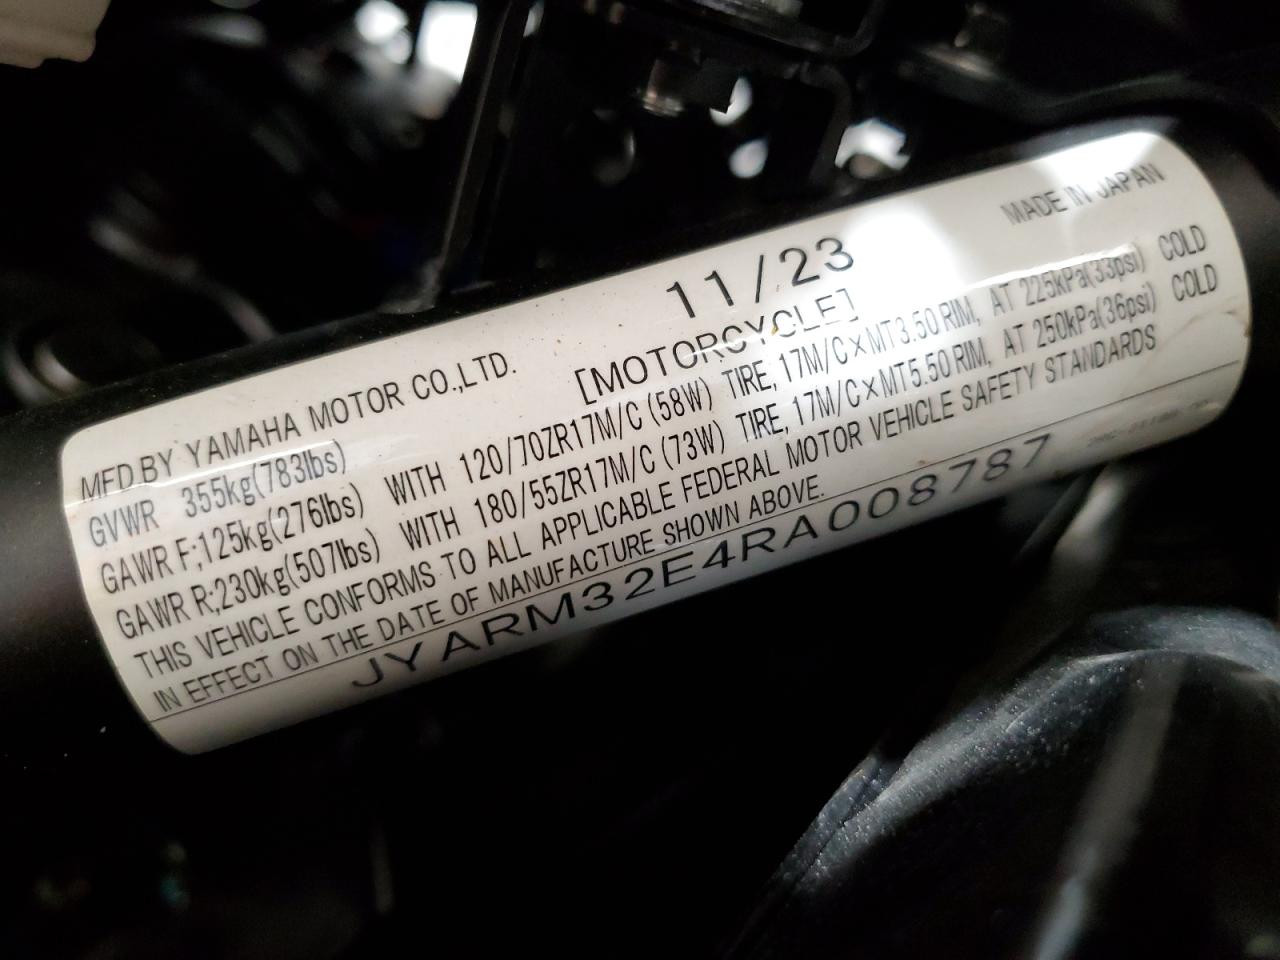 MADE IN JAPAN
11/23
MFD BY YAMAHA MOTOR CO.,LTD. [MOTORCYCLE]
GVWR 355kg(783lbs)
GAWR F;125kg(276lbs) WITH 120/70ZR17M/C (58W) TIRE, 17M/C×MT3.50 RIM, AT 225kPa(33psi) COLD
GAWR R;230kg(507lbs) WITH 180/55ZR17M/C (73W) TIRE, 17M/C×MT5.50 RIM, AT 250kPa(36psi) COLD
THIS VEHICLE CONFORMS TO ALL APPLICABLE FEDERAL MOTOR VEHICLE SAFETY STANDARDS
IN EFFECT ON THE DATE OF MANUFACTURE SHOWN ABOVE.
JYARM32E4RA008787